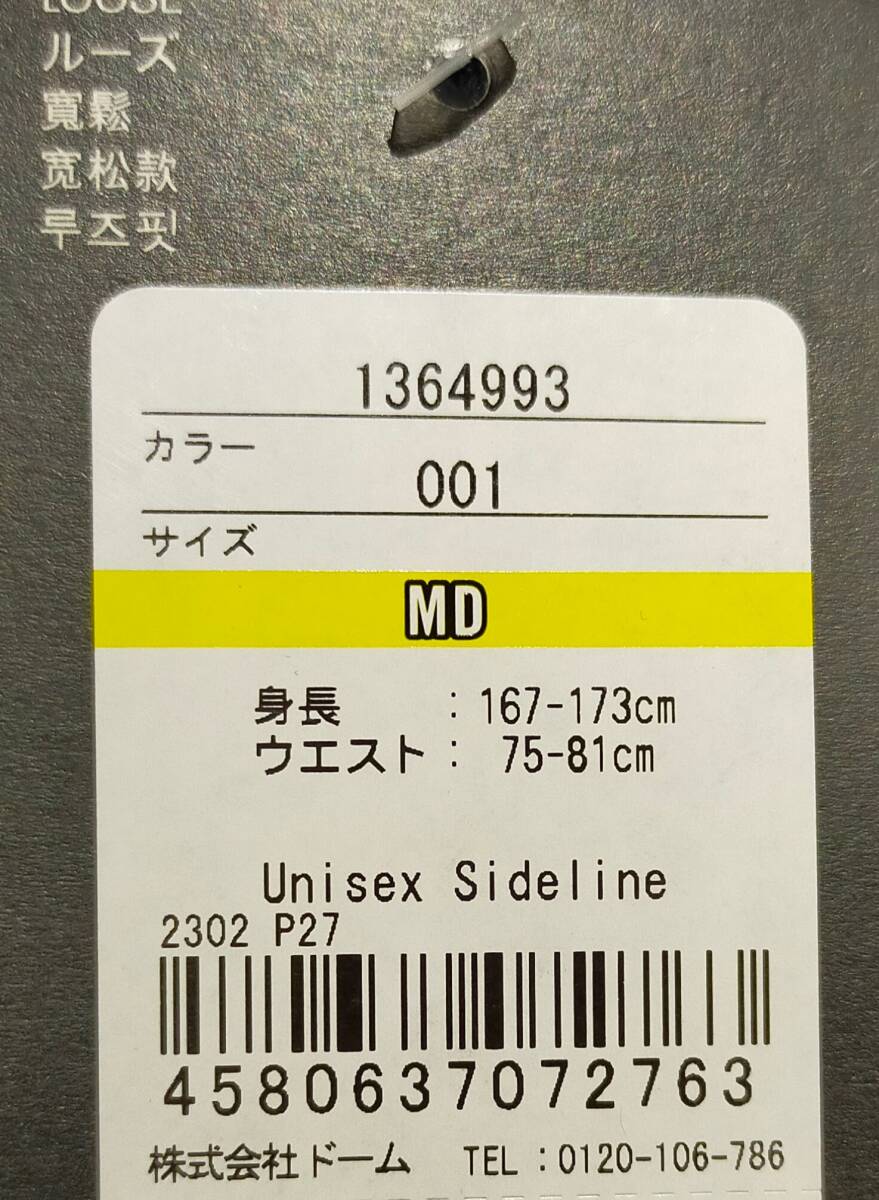 LOOSE
ルーズ
寬鬆
宽松款
루즈핏
1364993
カラー
001
サイズ
MD
身長 : 167-173cm
ウエスト : 75-81cm
Unisex Sideline
2302 P27
4580637072763
株式会社ドーム TEL : 0120-106-786